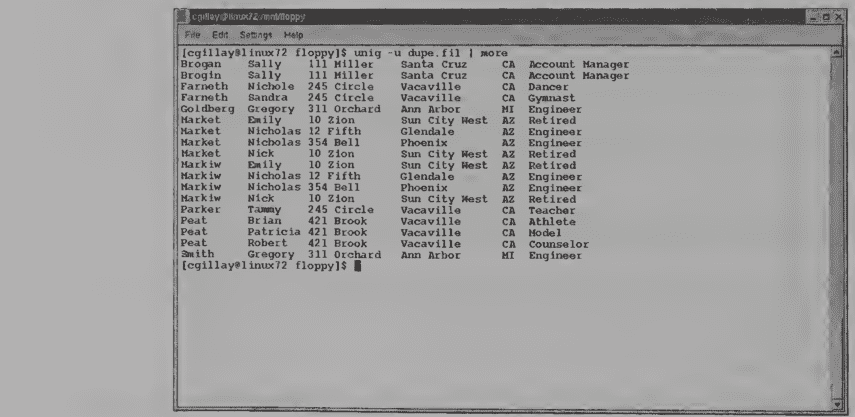 cgillay@linux72:/mnt/floppy
File Edit Settings Help
[cgillay@linux72 floppy]$ uniq -u dupe.fil | more
Brogan Sally 111 Miller Santa Cruz CA Account Manager
Brogin Sally 111 Miller Santa Cruz CA Account Manager
Farneth Nichole 245 Circle Vacaville CA Dancer
Farneth Sandra 245 Circle Vacaville CA Gymnast
Goldberg Gregory 311 Orchard Ann Arbor MI Engineer
Market Emily 10 Zion Sun City West AZ Retired
Market Nicholas 12 Fifth Glendale AZ Engineer
Market Nicholas 354 Bell Phoenix AZ Engineer
Market Nick 10 Zion Sun City West AZ Retired
Markiw Emily 10 Zion Sun City West AZ Retired
Markiw Nicholas 12 Fifth Glendale AZ Engineer
Markiw Nicholas 354 Bell Phoenix AZ Engineer
Markiw Nick 10 Zion Sun City West AZ Retired
Parker Tammy 245 Circle Vacaville CA Teacher
Peat Brian 421 Brook Vacaville CA Athlete
Peat Patricia 421 Brook Vacaville CA Model
Peat Robert 421 Brook Vacaville CA Counselor
Smith Gregory 311 Orchard Ann Arbor MI Engineer
[cgillay@linux72 floppy]$